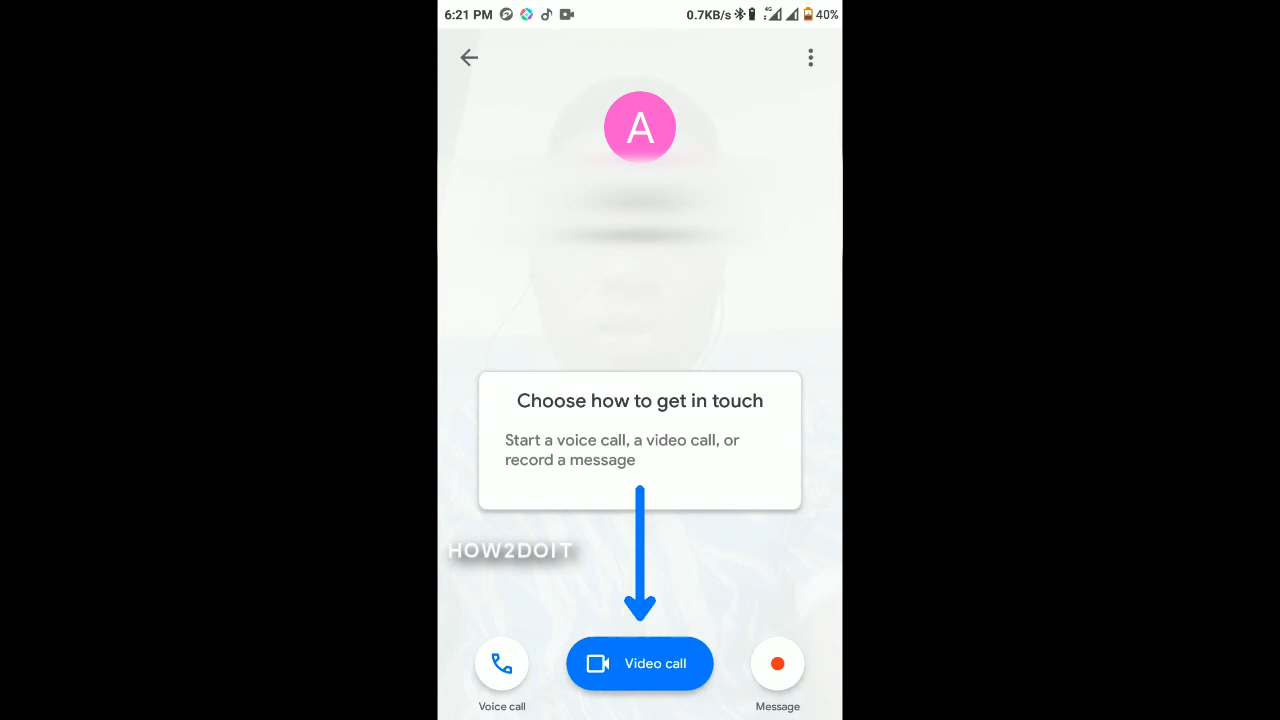 6:21 PM 0.7KB/s 4G 40%
A
Choose how to get in touch
Start a voice call, a video call, or
record a message
HOW2DOIT
Video call
Voice call Message